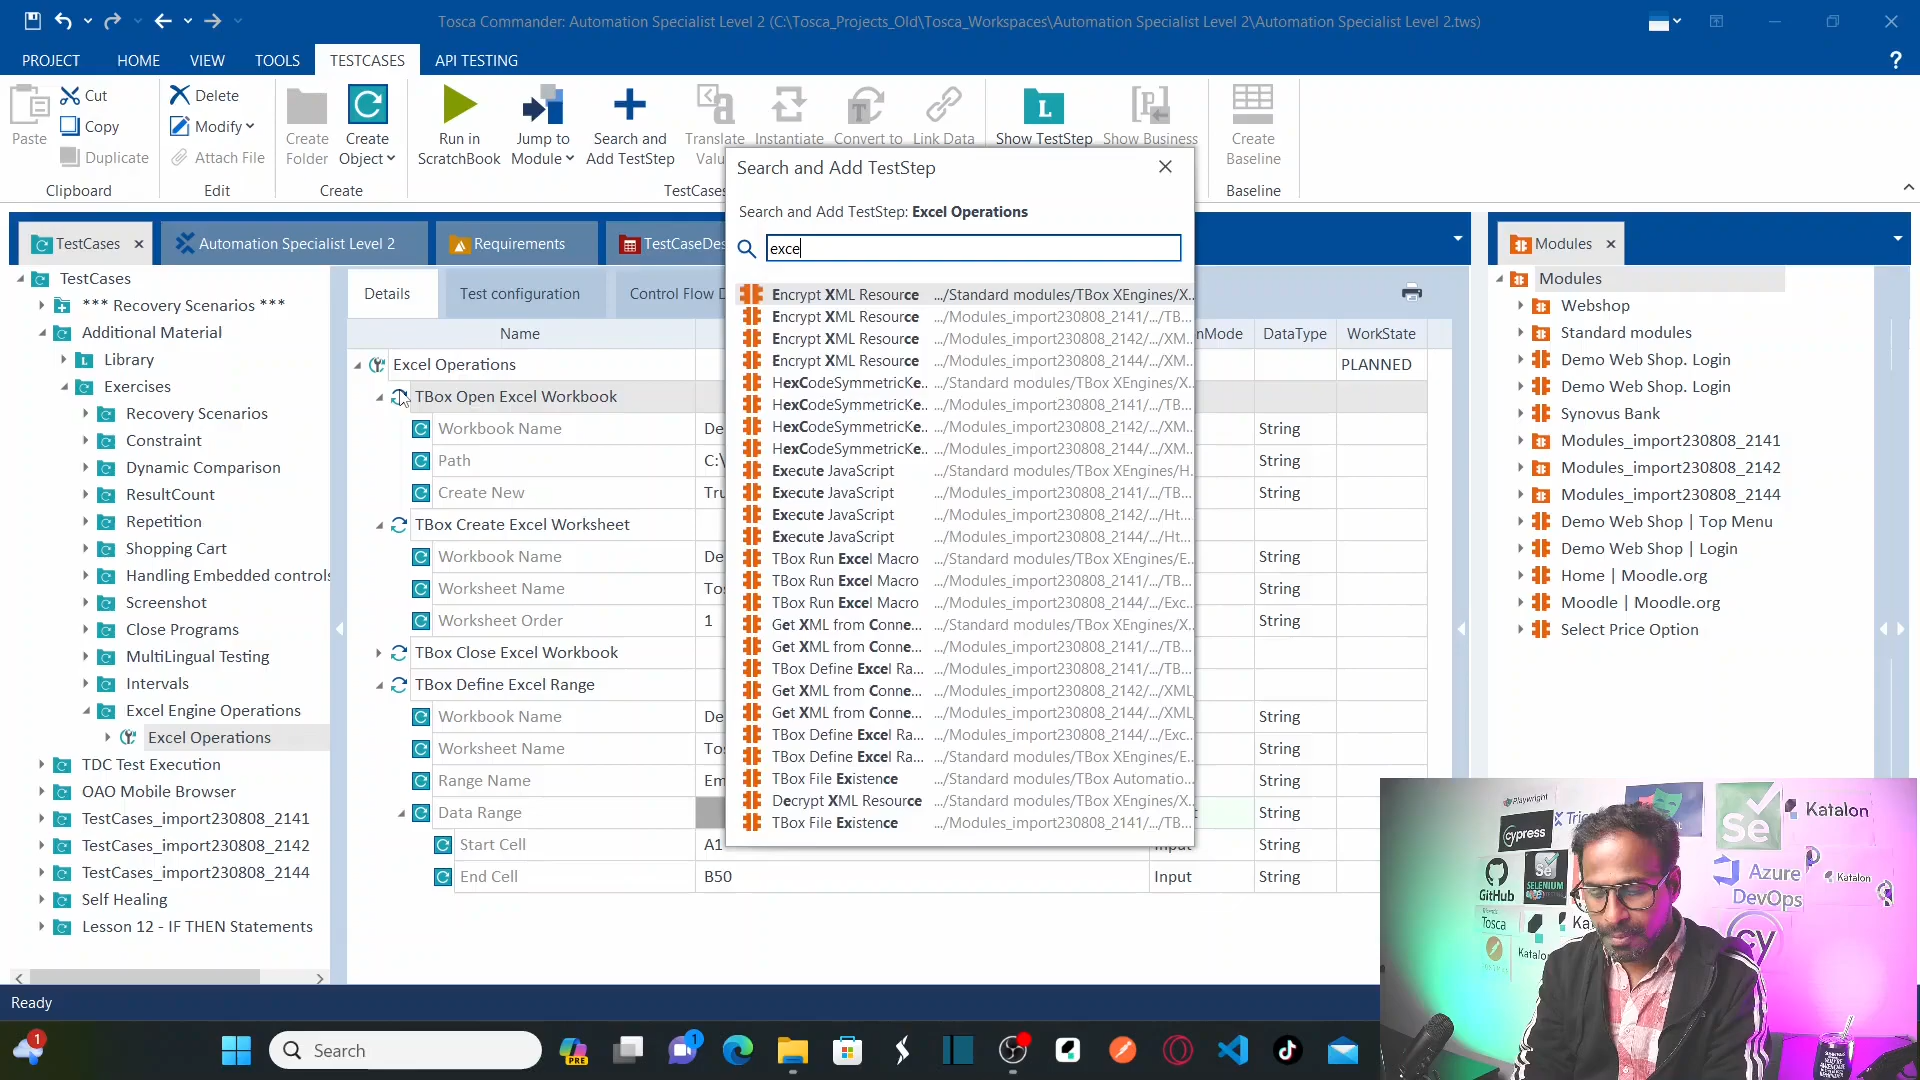 Tosca Commander: Automation Specialist Level 2 (C:\Tosca_Projects_Old\Tosca_Workspaces\Automation Specialist Level 2\Automation Specialist Level 2.tws)
PROJECT HOME VIEW TOOLS TESTCASES API TESTING
?
Paste
Cut
Copy
Duplicate
Clipboard
Delete
Modify
Attach File
Edit
Create Folder
Create Object
Create
Run in ScratchBook
Jump to Module
Search and Add TestStep
Translate Valu
Instantiate
Convert to
Link Data
TestCases
Show TestStep
Show Business
Create Baseline
Baseline
TestCases
Automation Specialist Level 2
Requirements
TestCaseDes
TestCases
*** Recovery Scenarios ***
Additional Material
Library
Exercises
Recovery Scenarios
Constraint
Dynamic Comparison
ResultCount
Repetition
Shopping Cart
Handling Embedded controls
Screenshot
Close Programs
MultiLingual Testing
Intervals
Excel Engine Operations
Excel Operations
TDC Test Execution
OAO Mobile Browser
TestCases_import230808_2141
TestCases_import230808_2142
TestCases_import230808_2144
Self Healing
Lesson 12 - IF THEN Statements
Details Test configuration Control Flow D
Name nMode DataType WorkState
Excel Operations PLANNED
TBox Open Excel Workbook
Workbook Name De String
Path C:\ String
Create New Tru String
TBox Create Excel Worksheet
Workbook Name De String
Worksheet Name Tos String
Worksheet Order 1 String
TBox Close Excel Workbook
TBox Define Excel Range
Workbook Name De String
Worksheet Name Tos String
Range Name Em String
Data Range t String
Start Cell A1 Input String
End Cell B50 Input String
Search and Add TestStep
Search and Add TestStep: Excel Operations
exce
Encrypt XML Resource .../Standard modules/TBox XEngines/X...
Encrypt XML Resource .../Modules_import230808_2141/.../TB...
Encrypt XML Resource .../Modules_import230808_2142/.../XM...
Encrypt XML Resource .../Modules_import230808_2144/.../XM...
HexCodeSymmetricKe.. .../Standard modules/TBox XEngines/X...
HexCodeSymmetricKe.. .../Modules_import230808_2141/.../TB...
HexCodeSymmetricKe.. .../Modules_import230808_2142/.../XM...
HexCodeSymmetricKe.. .../Modules_import230808_2144/.../XM...
Execute JavaScript .../Standard modules/TBox XEngines/H...
Execute JavaScript .../Modules_import230808_2141/.../TB...
Execute JavaScript .../Modules_import230808_2142/.../Ht...
Execute JavaScript .../Modules_import230808_2144/.../Ht...
TBox Run Excel Macro .../Standard modules/TBox XEngines/E...
TBox Run Excel Macro .../Modules_import230808_2141/.../TB...
TBox Run Excel Macro .../Modules_import230808_2144/.../Exc...
Get XML from Conne... .../Standard modules/TBox XEngines/X...
Get XML from Conne... .../Modules_import230808_2141/.../TB...
TBox Define Excel Ra... .../Modules_import230808_2141/.../TB...
Get XML from Conne... .../Modules_import230808_2142/.../XML
Get XML from Conne... .../Modules_import230808_2144/.../XML
TBox Define Excel Ra... .../Modules_import230808_2144/.../Exc...
TBox Define Excel Ra... .../Standard modules/TBox XEngines/E...
TBox File Existence .../Standard modules/TBox Automatio...
Decrypt XML Resource .../Standard modules/TBox XEngines/X...
TBox File Existence .../Modules_import230808_2141/.../TB...
Modules
Modules
Webshop
Standard modules
Demo Web Shop. Login
Demo Web Shop. Login
Synovus Bank
Modules_import230808_2141
Modules_import230808_2142
Modules_import230808_2144
Demo Web Shop | Top Menu
Demo Web Shop | Login
Home | Moodle.org
Moodle | Moodle.org
Select Price Option
Playwright
cypress
Tric
Se
Katalon
GitHub
Se
SELENIUM
Tosca
Ka
Katalo
Azure DevOps
Katalon
cy
Ready
1
Search
PRE
1